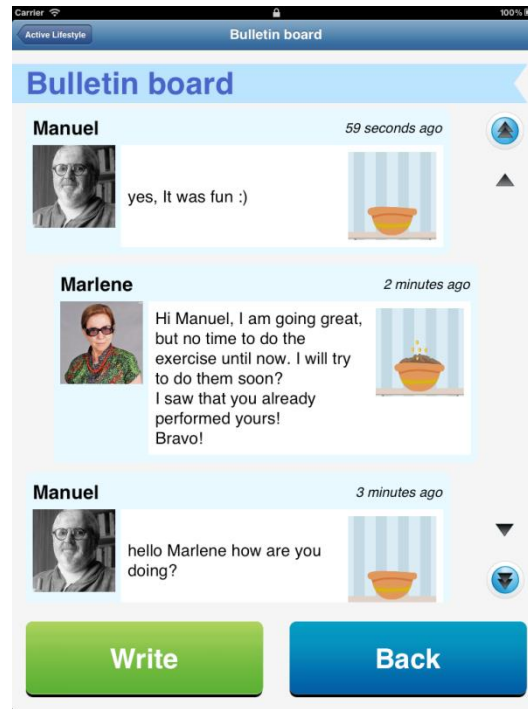 Carrier 100%
Active Lifestyle Bulletin board
Bulletin board
Manuel 59 seconds ago
yes, It was fun :)
Marlene 2 minutes ago
Hi Manuel, I am going great,
but no time to do the
exercise until now. I will try
to do them soon?
I saw that you already
performed yours!
Bravo!
Manuel 3 minutes ago
hello Marlene how are you
doing?
Write Back